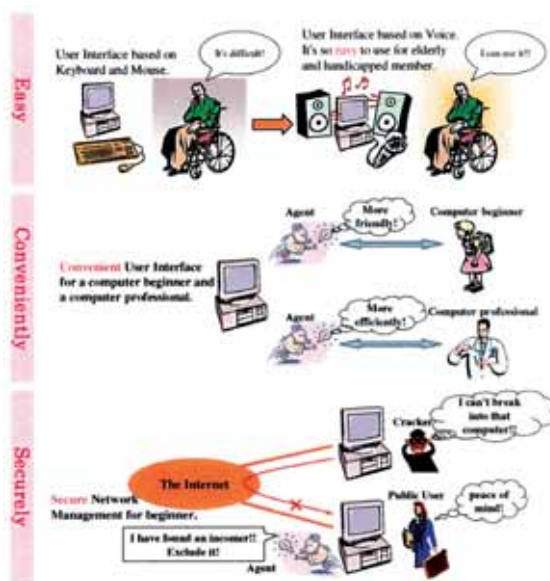 Easy
User Interface based on
Keyboard and Mouse.
It's difficult!
User Interface based on Voice.
It's so easy to use for elderly
and handicapped member.
I can use it!!
Conveniently
Convenient User Interface
for a computer beginner and
a computer professional.
Agent
More
friendly!
Computer beginner
Agent
More
efficiently!
Computer professional
Securely
The Internet
Secure Network
Management for beginner.
I have found an incomer!!
Exclude it!
Agent
Cracker
I can't break
into that
computer!!
Public User
peace of
mind!